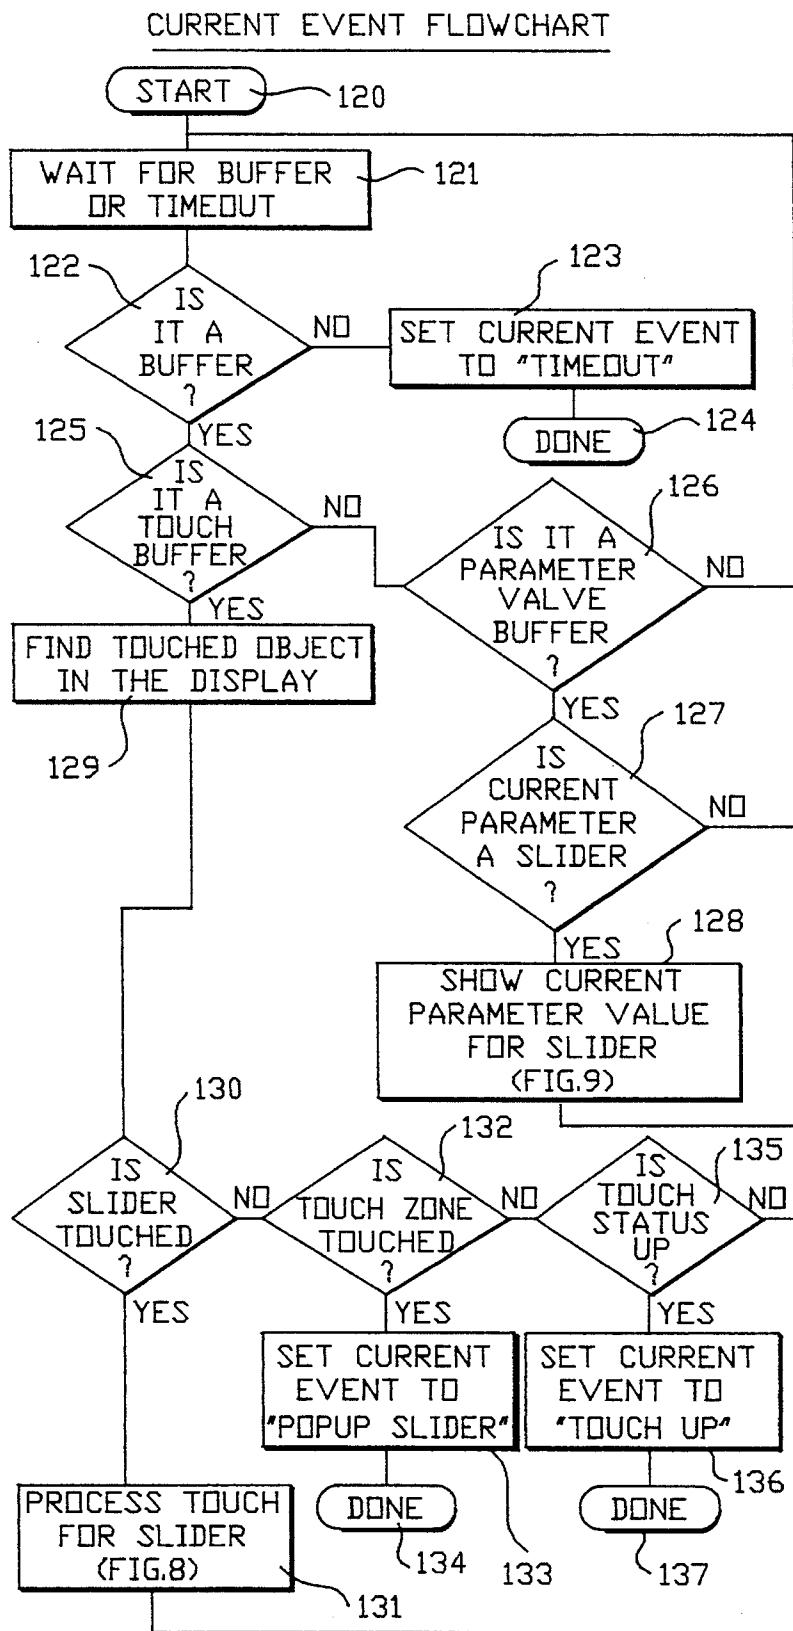 CURRENT EVENT FLOWCHART
START
120
WAIT FOR BUFFER
OR TIMEOUT
121
122
IS
IT A
BUFFER
?
NO
YES
123
SET CURRENT EVENT
TO "TIMEOUT"
DONE
124
125
IS
IT A
TOUCH
BUFFER
?
NO
YES
126
IS IT A
PARAMETER
VALVE
BUFFER
?
NO
YES
FIND TOUCHED OBJECT
IN THE DISPLAY
129
127
IS
CURRENT
PARAMETER
A SLIDER
?
NO
YES
128
SHOW CURRENT
PARAMETER VALUE
FOR SLIDER
(FIG.9)
130
IS
SLIDER
TOUCHED
?
NO
YES
132
IS
TOUCH ZONE
TOUCHED
?
NO
YES
135
IS
TOUCH
STATUS
UP
?
NO
YES
SET CURRENT
EVENT TO
"POPUP SLIDER"
133
DONE
134
SET CURRENT
EVENT TO
"TOUCH UP"
136
DONE
137
PROCESS TOUCH
FOR SLIDER
(FIG.8)
131